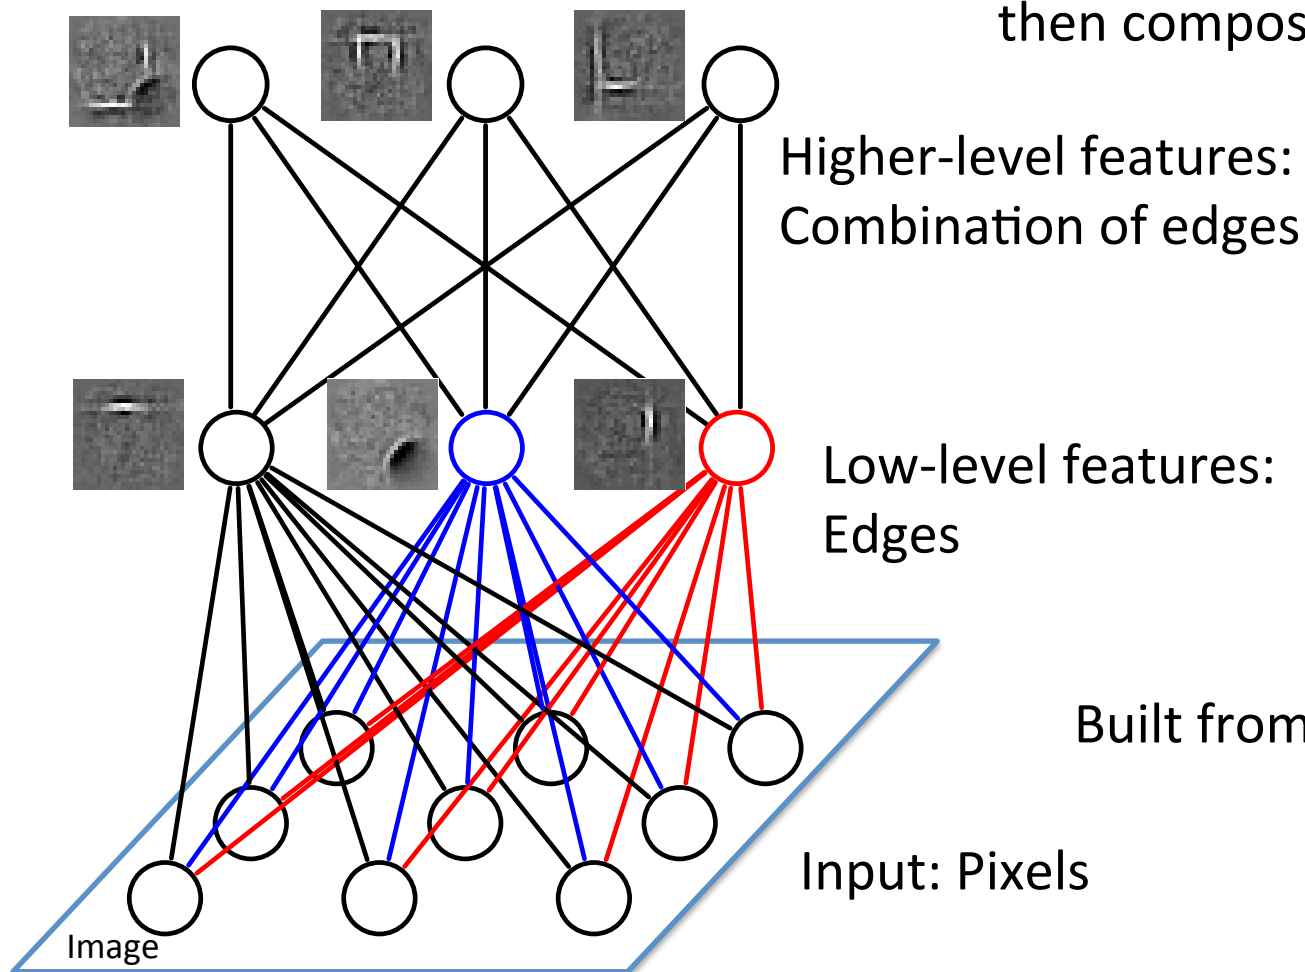 then compos
Higher-level features:
Combination of edges
Low-level features:
Edges
Built from
Input: Pixels
Image